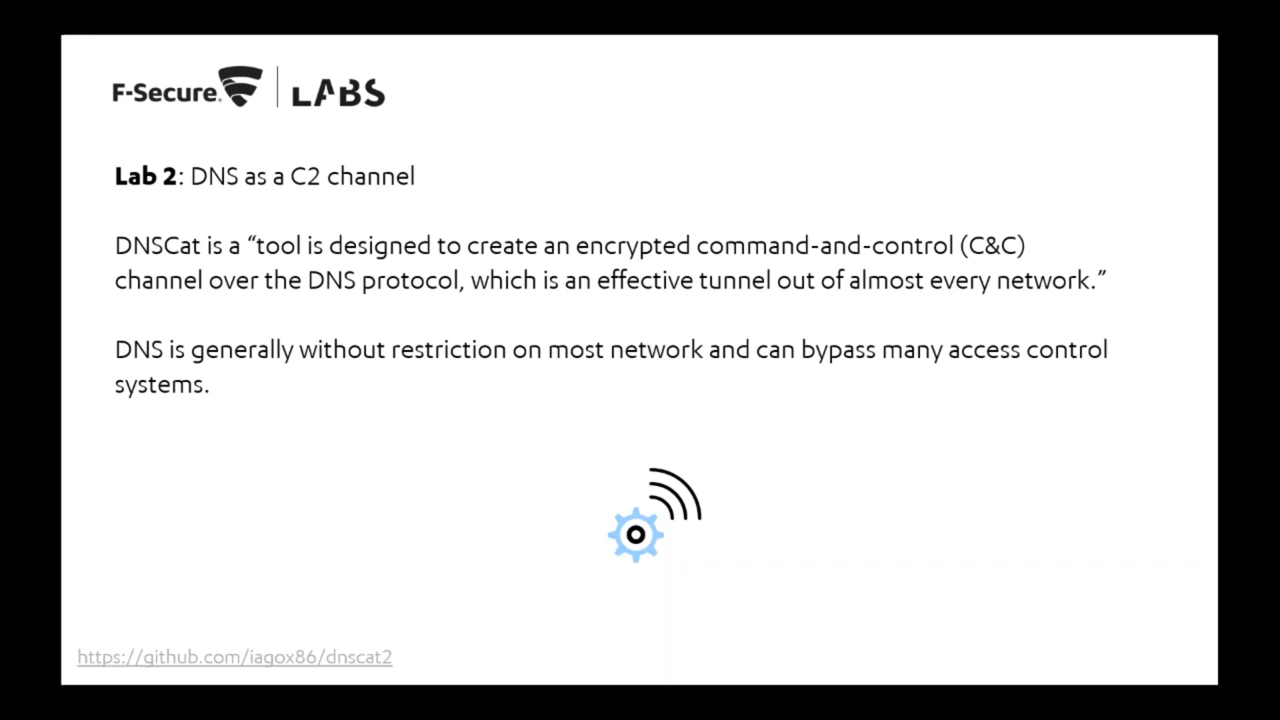 F-Secure. LABS
Lab 2: DNS as a C2 channel
DNSCat is a “tool is designed to create an encrypted command-and-control (C&C)
channel over the DNS protocol, which is an effective tunnel out of almost every network.”
DNS is generally without restriction on most network and can bypass many access control
systems.
https://github.com/iagox86/dnscat2